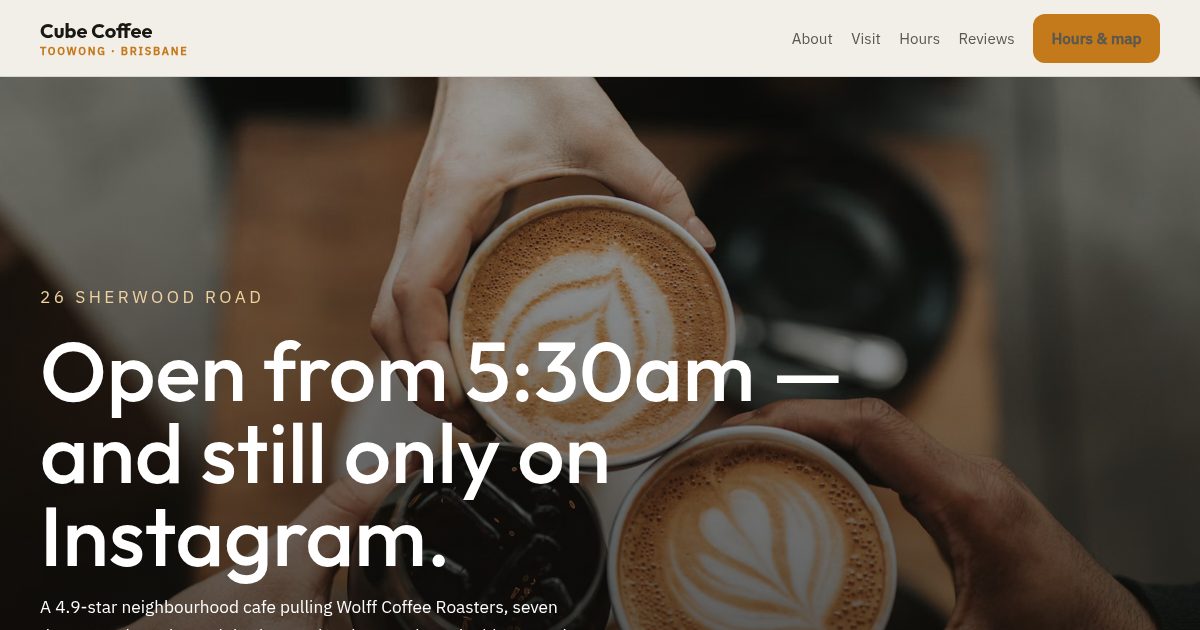 Cube Coffee
TOOWONG · BRISBANE
About Visit Hours Reviews Hours & map
26 SHERWOOD ROAD
Open from 5:30am —
and still only on
Instagram.
A 4.9-star neighbourhood cafe pulling Wolff Coffee Roasters, seven